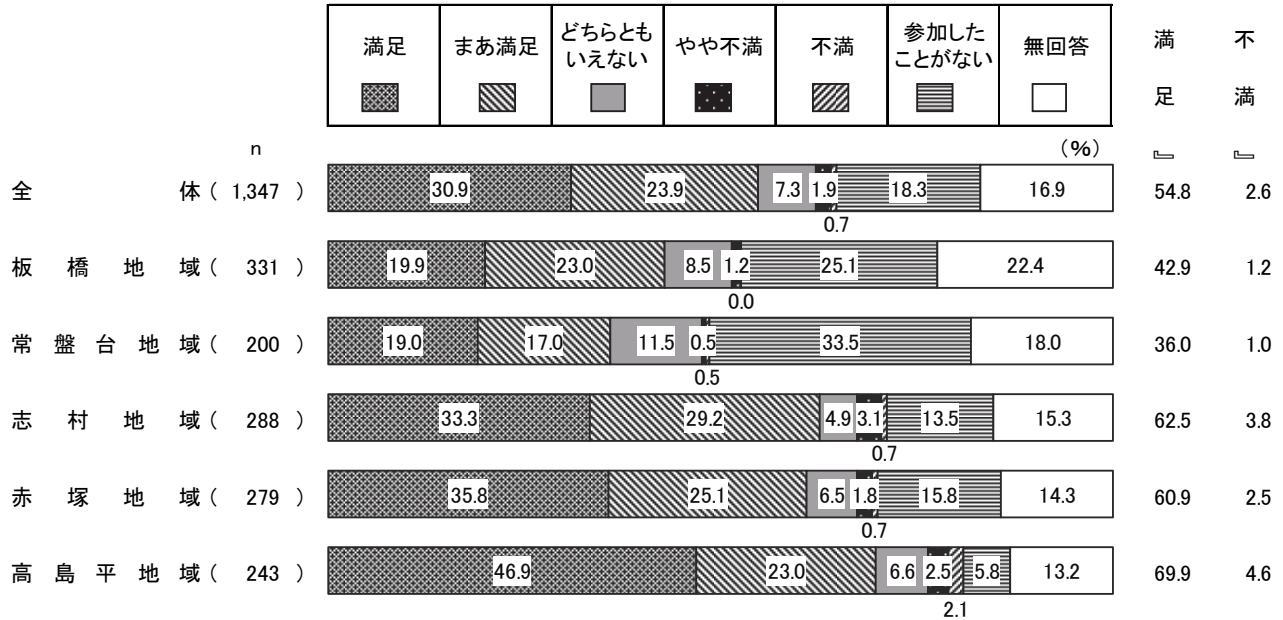 満足 まあ満足 どちらとも いえない やや不満 不満 参加した ことがない 無回答 満足』 不満』
n (%)
全体( 1,347 ) 30.9 23.9 7.3 1.9 18.3 16.9 54.8 2.6
0.7
板橋地域( 331 ) 19.9 23.0 8.5 1.2 25.1 22.4 42.9 1.2
0.0
常盤台地域( 200 ) 19.0 17.0 11.5 0.5 33.5 18.0 36.0 1.0
0.5
志村地域( 288 ) 33.3 29.2 4.9 3.1 13.5 15.3 62.5 3.8
0.7
赤塚地域( 279 ) 35.8 25.1 6.5 1.8 15.8 14.3 60.9 2.5
0.7
高島平地域( 243 ) 46.9 23.0 6.6 2.5 5.8 13.2 69.9 4.6
2.1